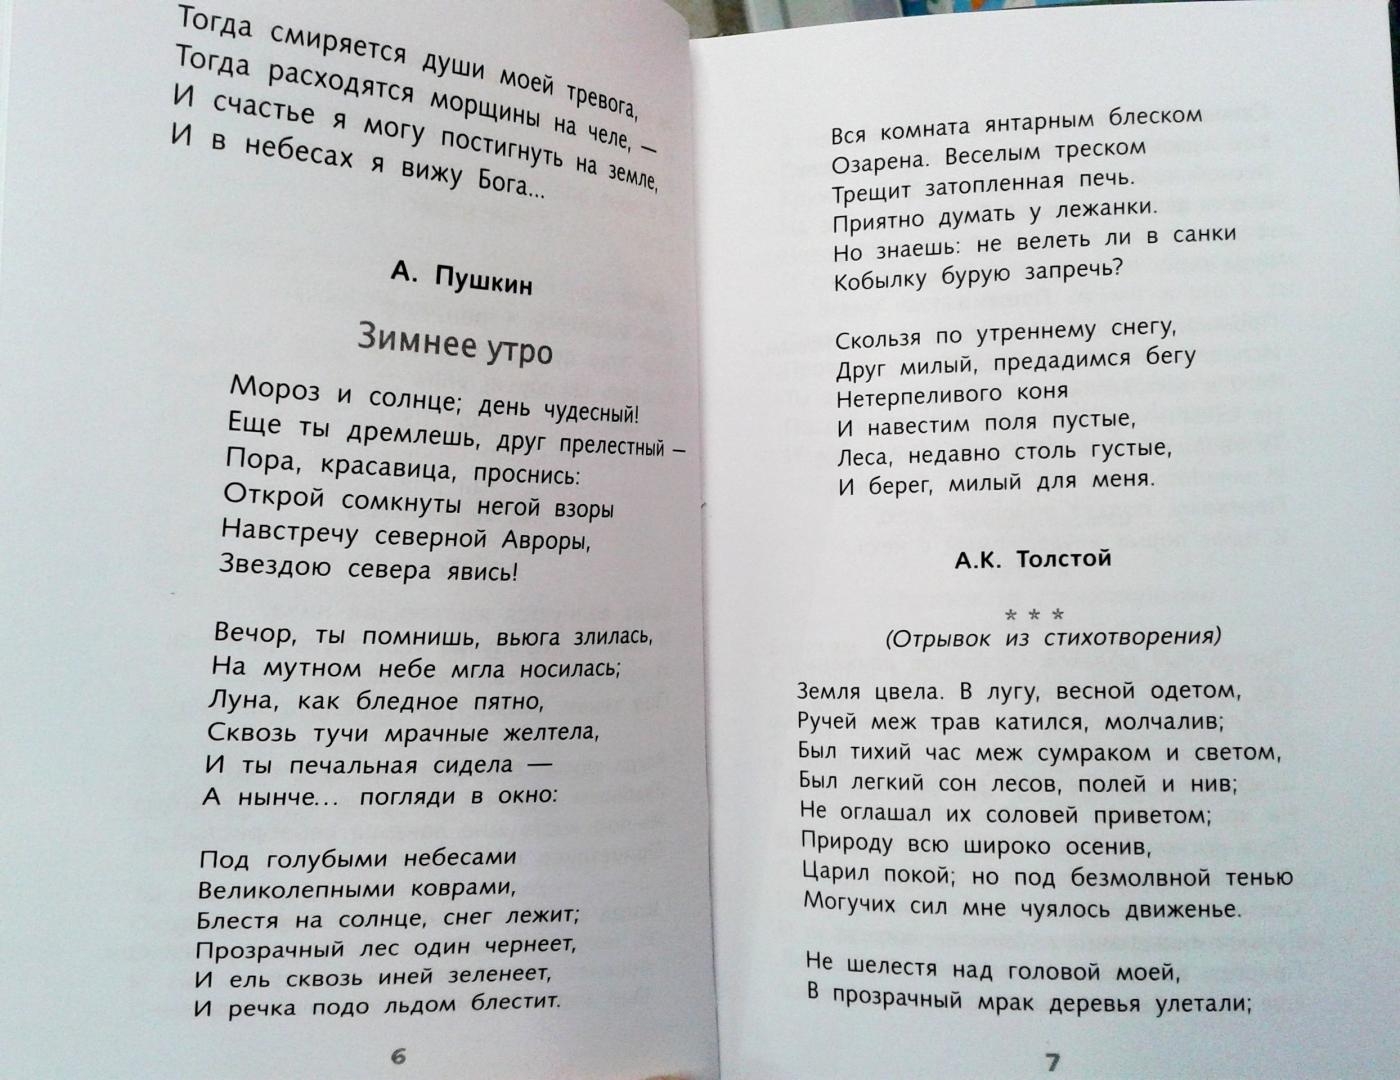 Тогда смиряется души моей тревога,
Тогда расходятся морщины на челе, —
И счастье я могу постигнуть на земле,
И в небесах я вижу Бога...
А. Пушкин
Зимнее утро
Мороз и солнце; день чудесный!
Еще ты дремлешь, друг прелестный –
Пора, красавица, проснись:
Открой сомкнуты негой взоры
Навстречу северной Авроры,
Звездою севера явись!
Вечор, ты помнишь, вьюга злилась,
На мутном небе мгла носилась;
Луна, как бледное пятно,
Сквозь тучи мрачные желтела,
И ты печальная сидела —
А нынче... погляди в окно:
Под голубыми небесами
Великолепными коврами,
Блестя на солнце, снег лежит;
Прозрачный лес один чернеет,
И ель сквозь иней зеленеет,
И речка подо льдом блестит.
6
Вся комната янтарным блеском
Озарена. Веселым треском
Трещит затопленная печь.
Приятно думать у лежанки.
Но знаешь: не велеть ли в санки
Кобылку бурую запречь?
Скользя по утреннему снегу,
Друг милый, предадимся бегу
Нетерпеливого коня
И навестим поля пустые,
Леса, недавно столь густые,
И берег, милый для меня.
А.К. Толстой
* * *
(Отрывок из стихотворения)
Земля цвела. В лугу, весной одетом,
Ручей меж трав катился, молчалив;
Был тихий час меж сумраком и светом,
Был легкий сон лесов, полей и нив;
Не оглашал их соловей приветом;
Природу всю широко осенив,
Царил покой; но под безмолвной тенью
Могучих сил мне чуялось движенье.
Не шелестя над головой моей,
В прозрачный мрак деревья улетали;
7